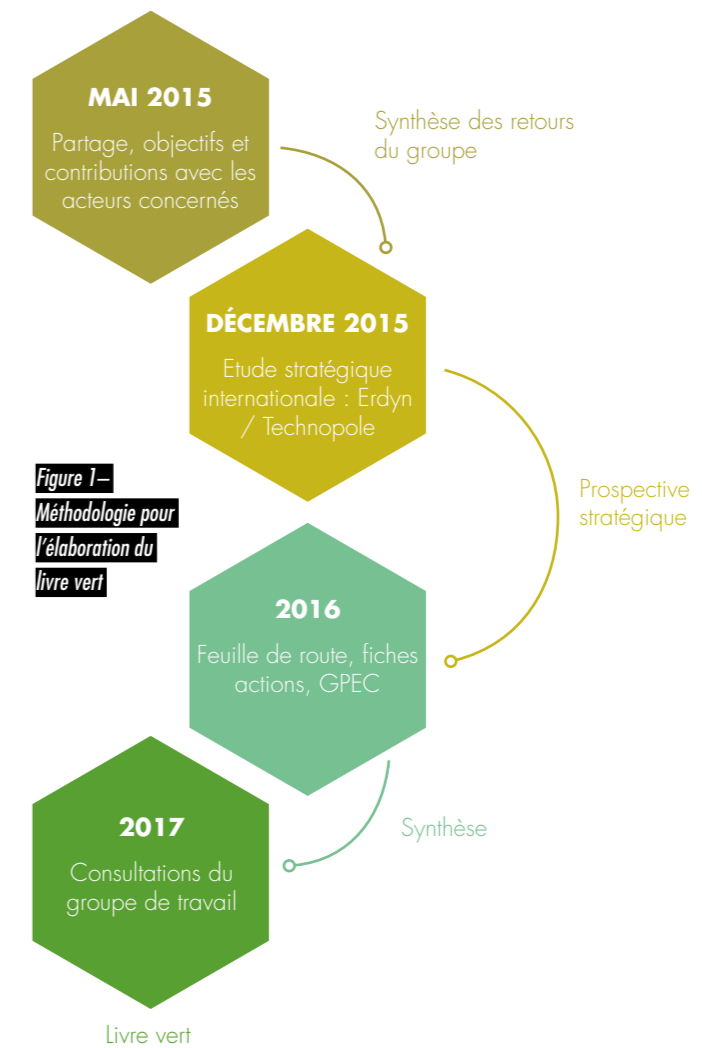 MAI 2015
Partage, objectifs et
contributions avec les
acteurs concernés
Synthèse des retours
du groupe
DÉCEMBRE 2015
Etude stratégique
internationale : Erdyn
/ Technopole
Prospective
stratégique
Figure 1–
Méthodologie pour
l'élaboration du
livre vert
2016
Feuille de route, fiches
actions, GPEC
Synthèse
2017
Consultations du
groupe de travail
Livre vert